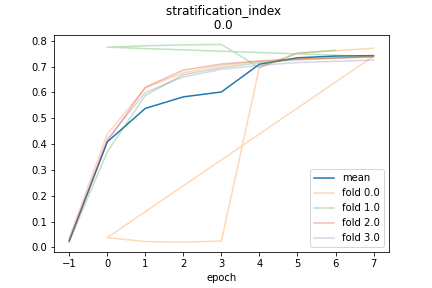 stratification_index
0.0
0.8
0.7
0.6
0.5
0.4
0.3
0.2
0.1
0.0
mean
fold 0.0
fold 1.0
fold 2.0
fold 3.0
−1 0 1 2 3 4 5 6 7
epoch